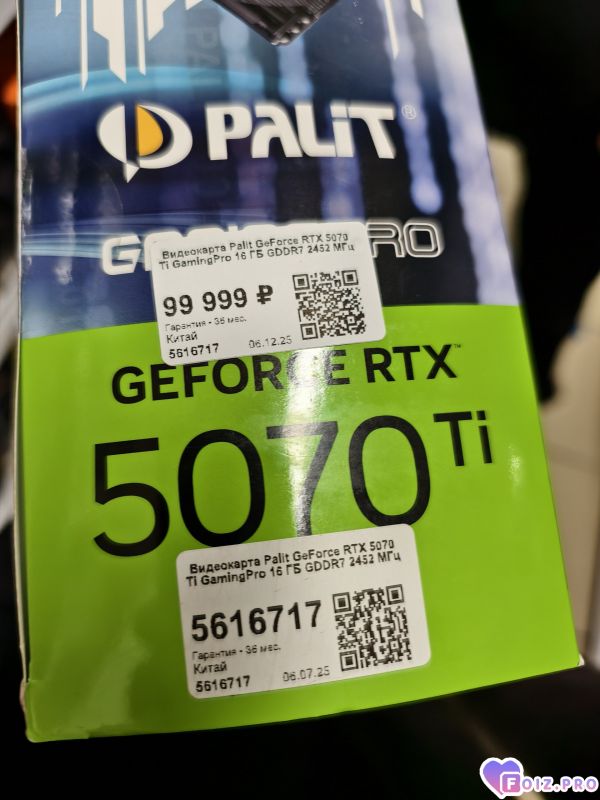 PALiT®
GAMINGPRO
Видеокарта Palit GeForce RTX 5070
Ti GamingPro 16 ГБ GDDR7 2452 МГц
99 999 ₽
Гарантия - 36 мес.
Китай
5616717 06.12.25
GEFORCE RTX™
5070 Ti
Видеокарта Palit GeForce RTX 5070
Ti GamingPro 16 ГБ GDDR7 2452 МГц
5616717
Гарантия - 36 мес.
Китай
5616717 06.07.25
FOIZ.PRO